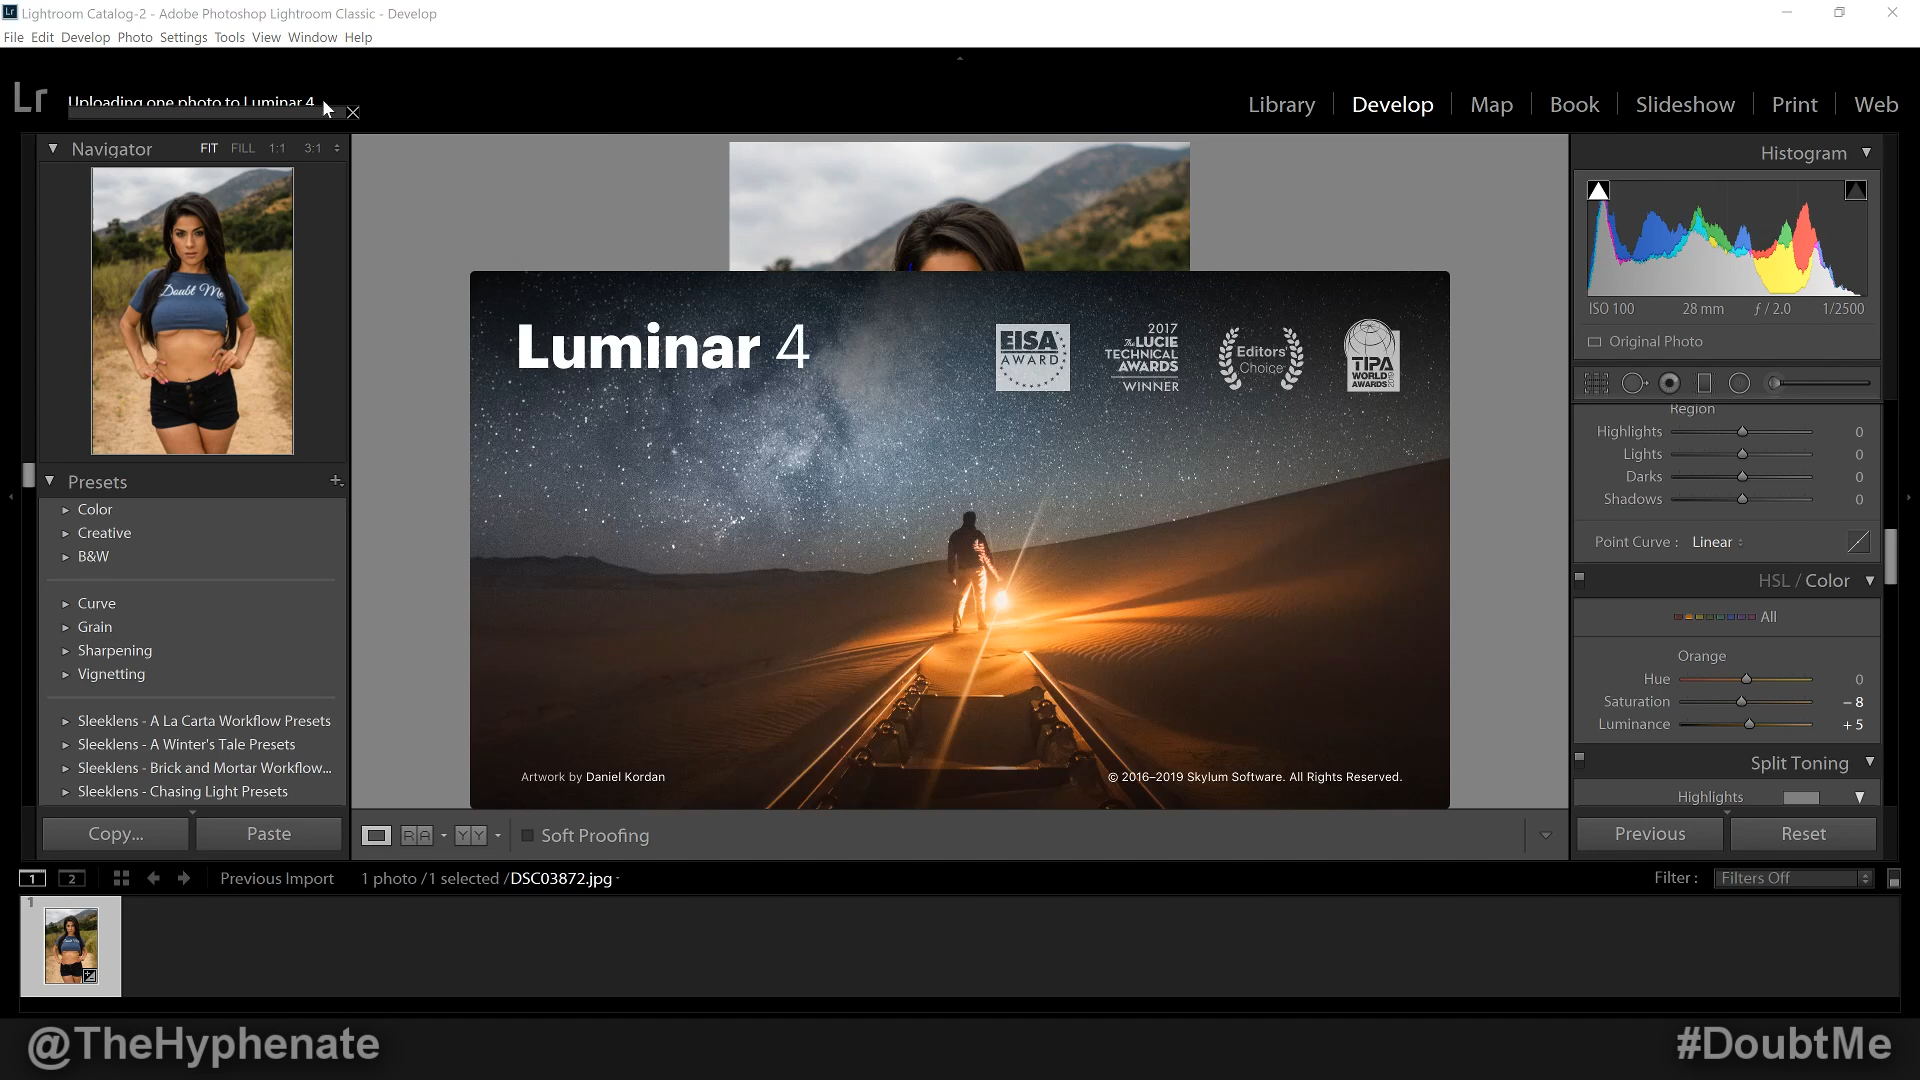 Lightroom Catalog-2 - Adobe Photoshop Lightroom Classic - Develop
File Edit Develop Photo Settings Tools View Window Help
Lr
Uploading one photo to Luminar 4
Library Develop Map Book Slideshow Print Web
Navigator FIT FILL 1:1 3:1
Doubt Me
Presets
Color
Creative
B&W
Curve
Grain
Sharpening
Vignetting
Sleeklens - A La Carta Workflow Presets
Sleeklens - A Winter's Tale Presets
Sleeklens - Brick and Mortar Workflow...
Sleeklens - Chasing Light Presets
Copy... Paste
Luminar 4
EISA
AWARD
2017
The LUCIE
TECHNICAL
AWARDS
WINNER
Editors'
Choice
TIPA
WORLD
AWARDS
2019
Artwork by Daniel Kordan
© 2016–2019 Skylum Software. All Rights Reserved.
Histogram
ISO 100 28 mm ƒ / 2.0 1/2500
Original Photo
Region
Highlights 0
Lights 0
Darks 0
Shadows 0
Point Curve : Linear
HSL / Color
All
Orange
Hue 0
Saturation – 8
Luminance + 5
Split Toning
Highlights
Previous Reset
R A Y Y Soft Proofing
1 2 Previous Import 1 photo / 1 selected / DSC03872.jpg
Filter : Filters Off
1
@TheHyphenate
#DoubtMe